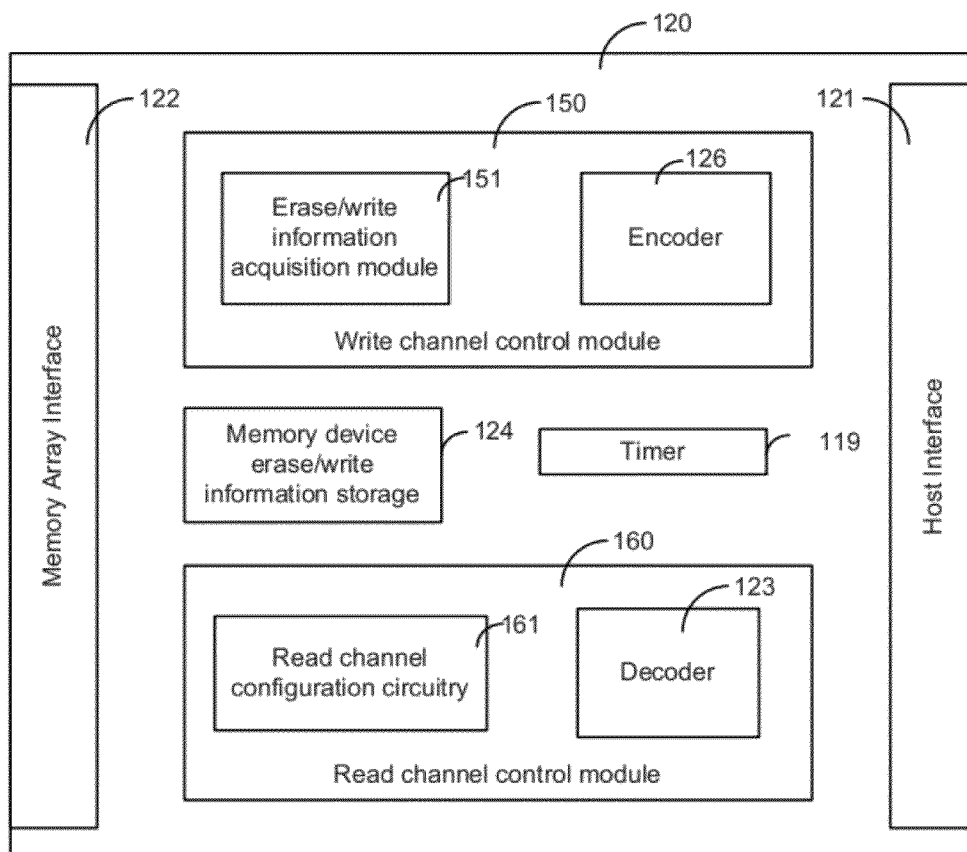 120
122
150
121
151
126
Erase/write
information
acquisition module
Encoder
Write channel control module
Memory Array Interface
Host Interface
Memory device
erase/write
information storage
124
Timer
119
160
123
161
Read channel
configuration circuitry
Decoder
Read channel control module